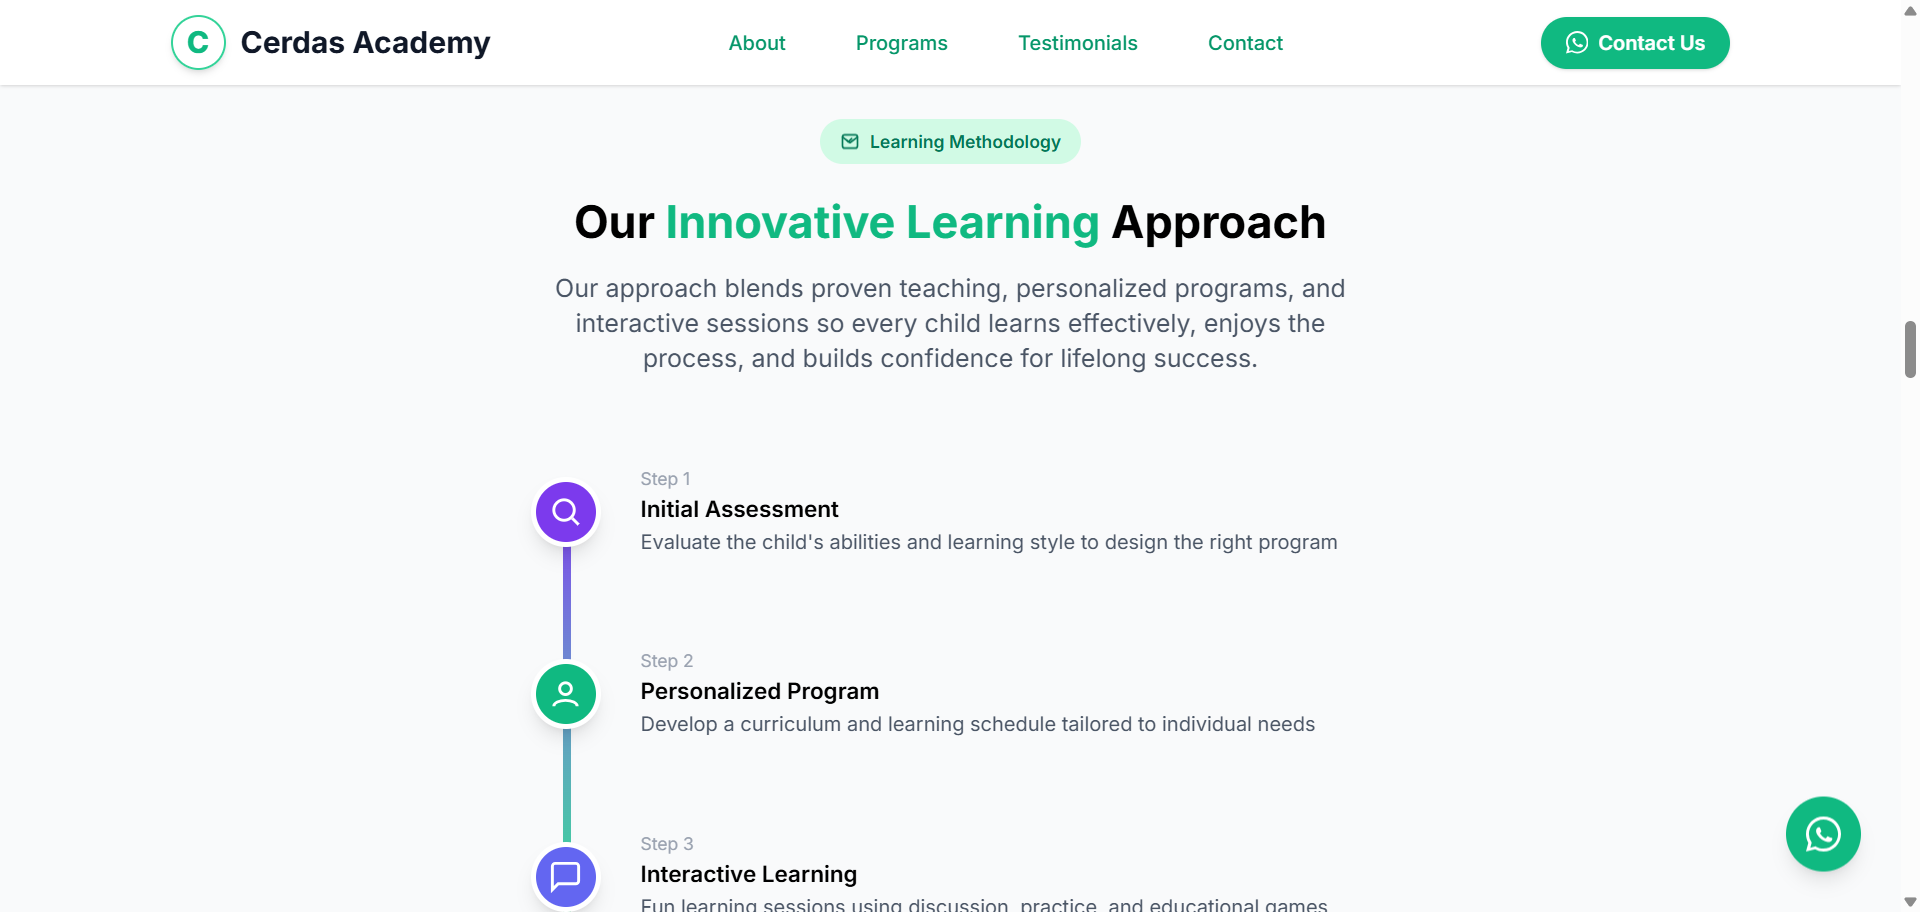 C Cerdas Academy
About
Programs
Testimonials
Contact
Contact Us
Learning Methodology
Our Innovative Learning Approach
Our approach blends proven teaching, personalized programs, and
interactive sessions so every child learns effectively, enjoys the
process, and builds confidence for lifelong success.
Step 1
Initial Assessment
Evaluate the child's abilities and learning style to design the right program
Step 2
Personalized Program
Develop a curriculum and learning schedule tailored to individual needs
Step 3
Interactive Learning
Fun learning sessions using discussion, practice, and educational games